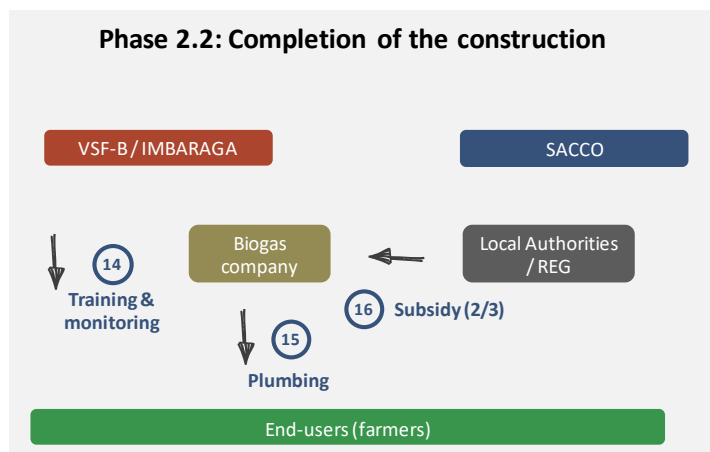 Phase 2.2: Completion of the construction
VSF-B / IMBARAGA
SACCO
Biogas
company
Local Authorities
/ REG
14
Training &
monitoring
16
Subsidy (2/3)
15
Plumbing
End-users (farmers)